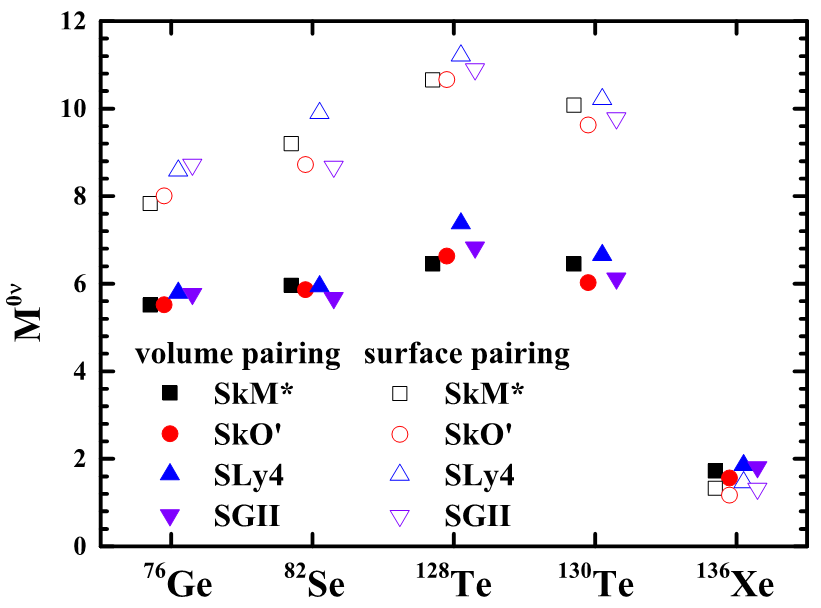 12
10
8
6
4
2
0
M^0ν
volume pairing surface pairing
SkM* SkM*
SkO' SkO'
SLy4 SLy4
SGII SGII
^76Ge ^82Se ^128Te ^130Te ^136Xe